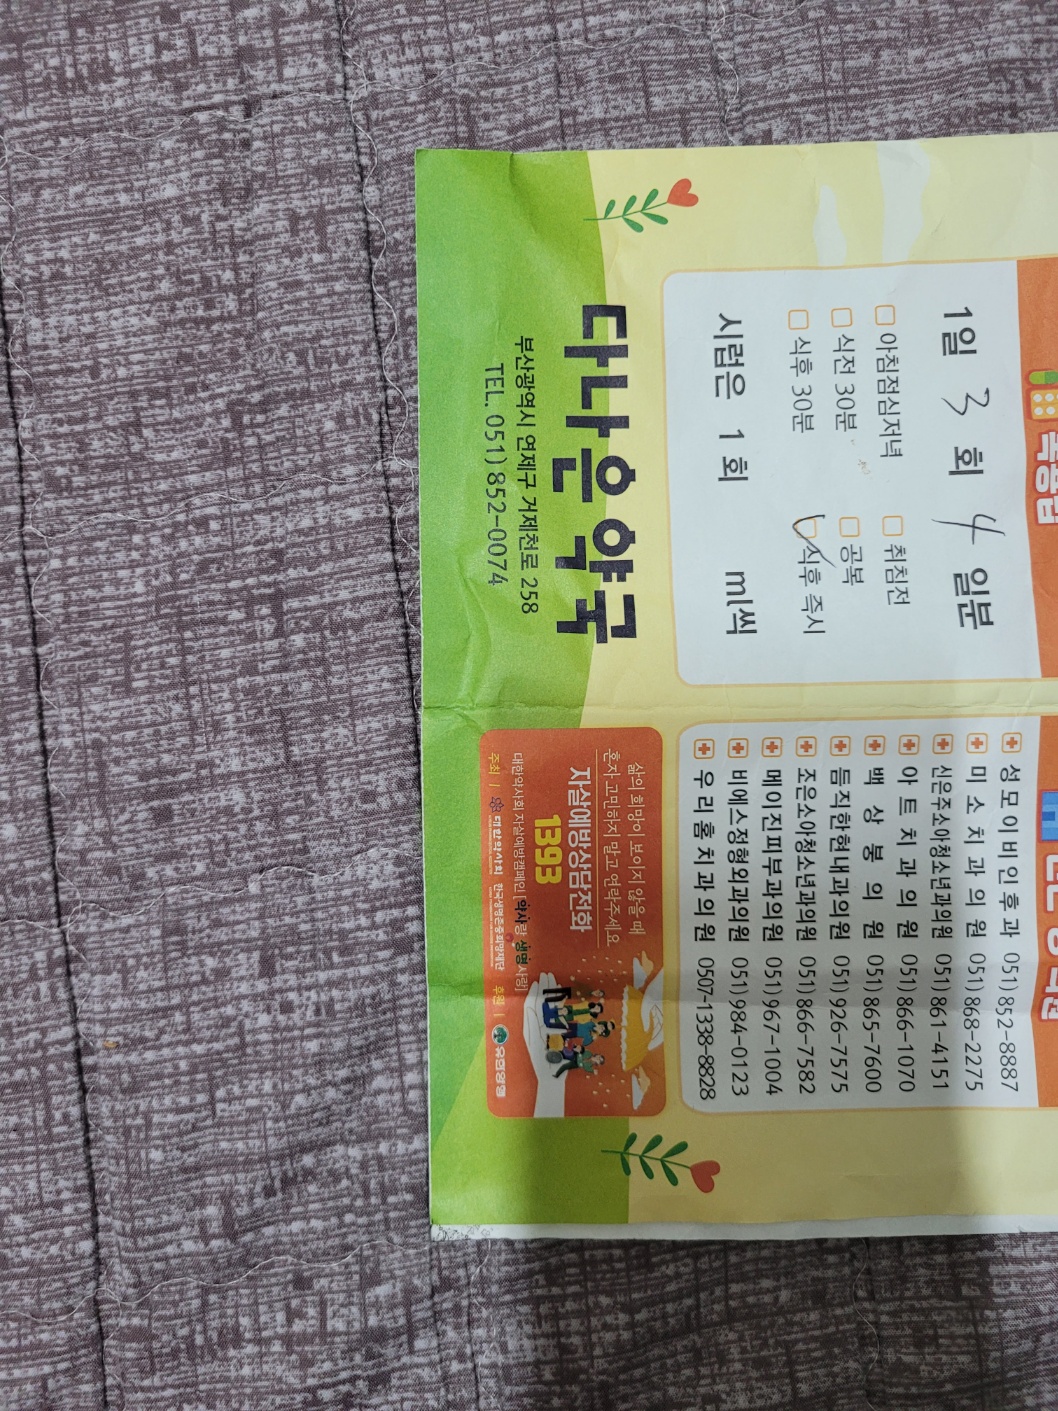 1일 3 회 4 일분
아침점심저녁 취침전
식전 30분 공복
식후 30분 식후 즉시
시럽은 1 회 ml씩
다나은 약국
부산광역시 연제구 거제천로 258
TEL. 051) 852-0074
성모이비인후과 051)852-8887
미소치과의원 051)868-2275
신은주소아청소년과의원 051)861-4151
아트치과의원 051)866-1070
백상봉의원 051)865-7600
듬직한현내과의원 051)926-7575
조은소아청소년과의원 051)866-7582
메이진피부과의원 051)967-1004
비에스정형외과의원 051)984-0123
우리홈치과의원 0507-1338-8828
삶의 희망이 보이지 않을 때
혼자 고민하지 말고 연락주세요
자살예방상담전화
1393
대한약사회 자살예방캠페인 [약사랑 생명사랑]
주최 | 대한약사회 한국생명존중희망재단 후원 | 유한양행